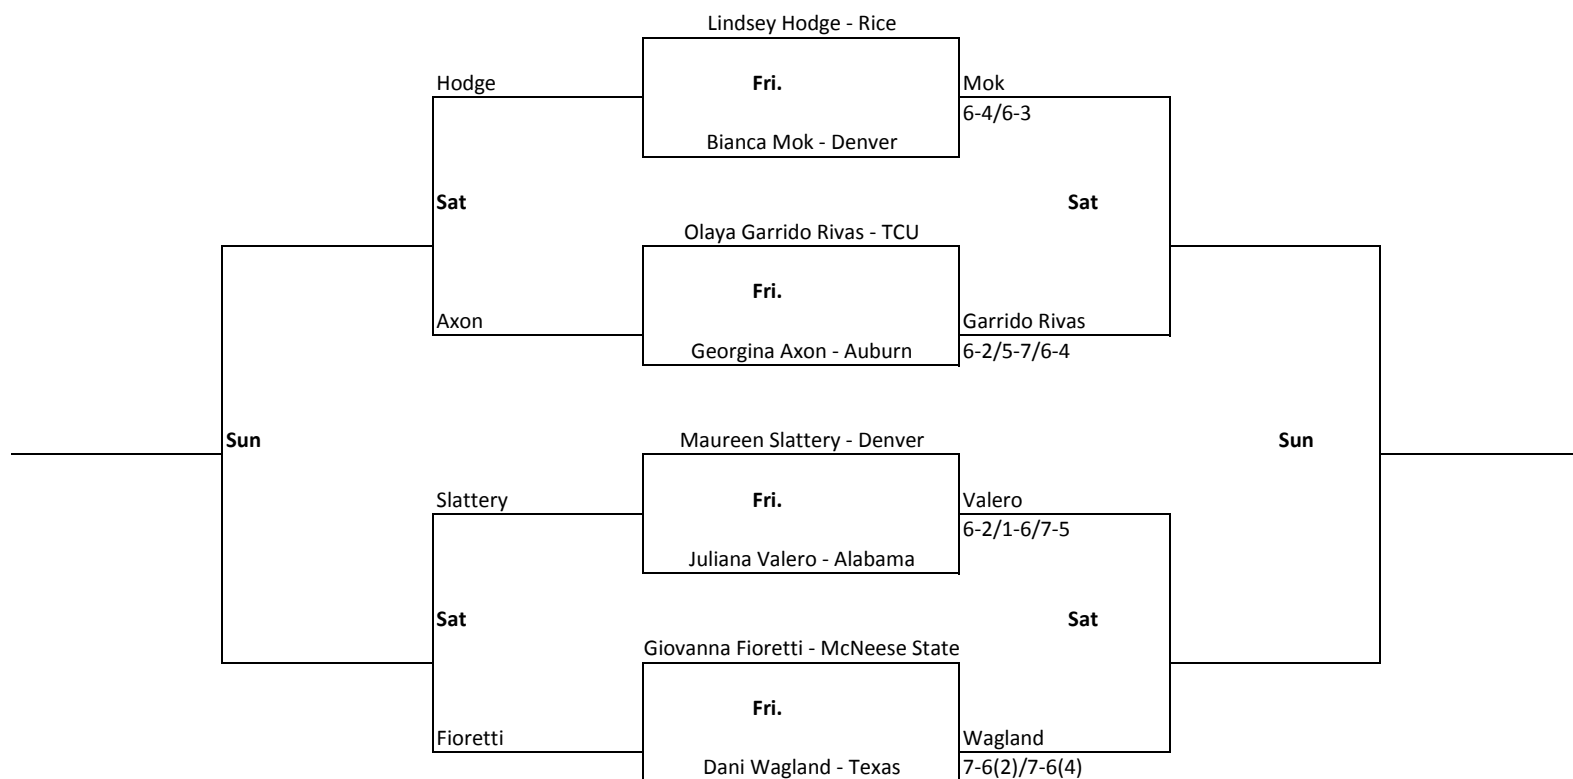 Lindsey Hodge - Rice
Hodge
Fri.
Mok
6-4/6-3
Bianca Mok - Denver
Sat
Sat
Olaya Garrido Rivas - TCU
Fri.
Axon
Garrido Rivas
Georgina Axon - Auburn
6-2/5-7/6-4
Sun
Maureen Slattery - Denver
Sun
Slattery
Fri.
Valero
6-2/1-6/7-5
Juliana Valero - Alabama
Sat
Sat
Giovanna Fioretti - McNeese State
Fri.
Fioretti
Wagland
Dani Wagland - Texas
7-6(2)/7-6(4)